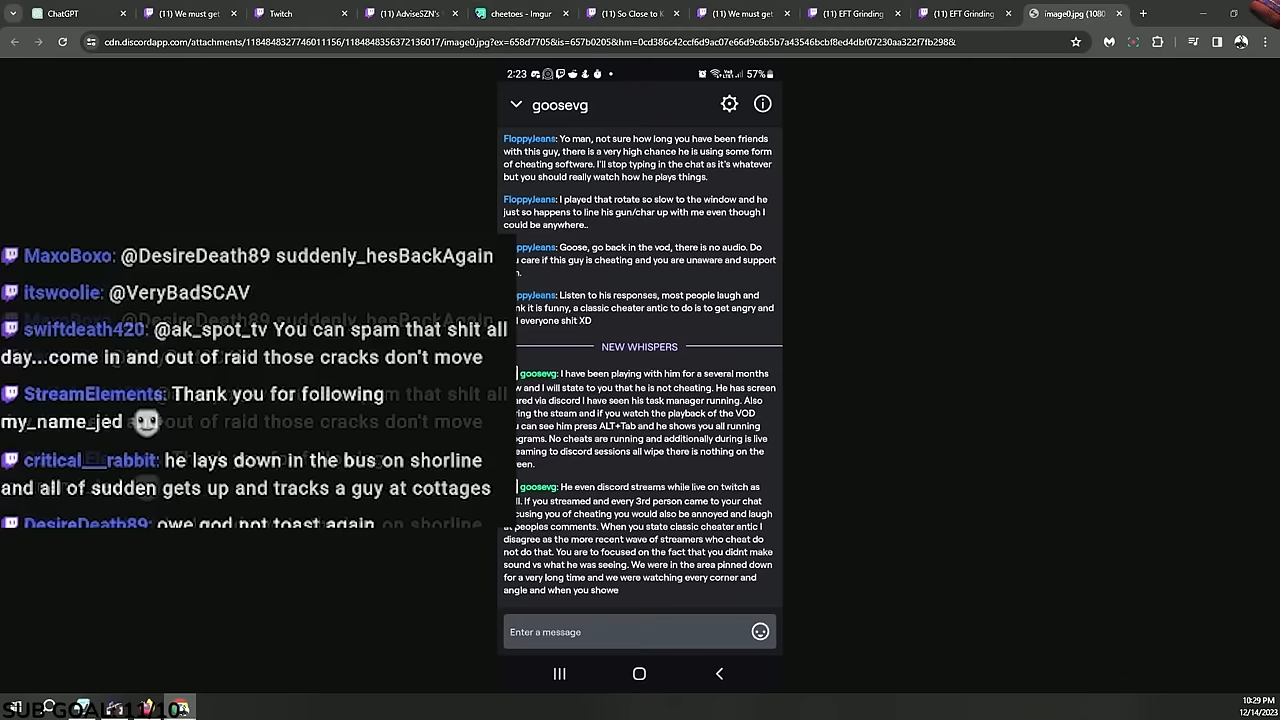 ChatGPT
(11) We must get
Twitch
(11) AdviseSZN's
cheetoes - Imgur
(11) So Close to K
(11) We must get
(11) EFT Grinding
(11) EFT Grinding
image0.jpg (1080
2:23
57%
goosevg
FloppyJeans: Yo man, not sure how long you have been friends
with this guy, there is a very high chance he is using some form
of cheating software. I'll stop typing in the chat as it's whatever
but you should really watch how he plays things.
FloppyJeans: I played that rotate so slow to the window and he
just so happens to line his gun/char up with me even though I
could be anywhere..
oppyJeans: Goose, go back in the vod, there is no audio. Do
care if this guy is cheating and you are unaware and support
oppyJeans: Listen to his responses, most people laugh and
nk it is funny, a classic cheater antic to do is to get angry and
everyone shit XD
NEW WHISPERS
goosevg: I have been playing with him for a several months
and I will state to you that he is not cheating. He has screen
ared via discord I have seen his task manager running. Also
ring the steam and if you watch the playback of the VOD
u can see him press ALT+Tab and he shows you all running
ograms. No cheats are running and additionally during is live
eaming to discord sessions all wipe there is nothing on the
een.
goosevg: He even discord streams while live on twitch as
ll. If you streamed and every 3rd person came to your chat
cusing you of cheating you would also be annoyed and laugh
at peoples comments. When you state classic cheater antic I
disagree as the more recent wave of streamers who cheat do
not do that. You are to focused on the fact that you didnt make
sound vs what he was seeing. We were in the area pinned down
for a very long time and we were watching every corner and
angle and when you showe
Enter a message
MaxoBoxo: @DesireDeath89 suddenly_hesBackAgain
itswoolie: @VeryBadSCAV
swiftdeath420: @ak_spot_tv You can spam that shit all
day...come in and out of raid those cracks don't move
StreamElements: Thank you for following
my_name_jed
critical__rabbit: he lays down in the bus on shorline
and all of sudden gets up and tracks a guy at cottages
DesireDeath89: owe god not toast again
SUB GOAL: 11/10
10:29 PM
12/14/2023